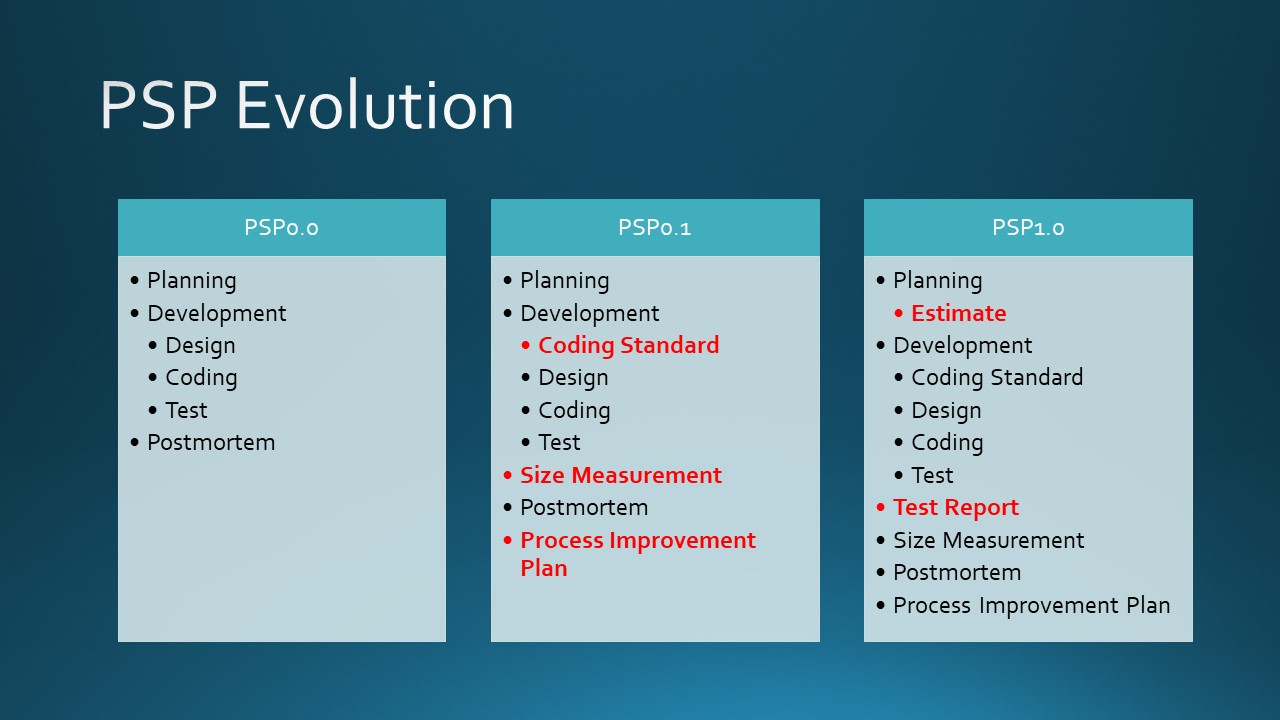 PSP Evolution
PSP0.0
• Planning
• Development
• Design
• Coding
• Test
• Postmortem
PSP0.1
• Planning
• Development
• Coding Standard
• Design
• Coding
• Test
• Size Measurement
• Postmortem
• Process Improvement
Plan
PSP1.0
• Planning
• Estimate
• Development
• Coding Standard
• Design
• Coding
• Test
• Test Report
• Size Measurement
• Postmortem
• Process Improvement Plan